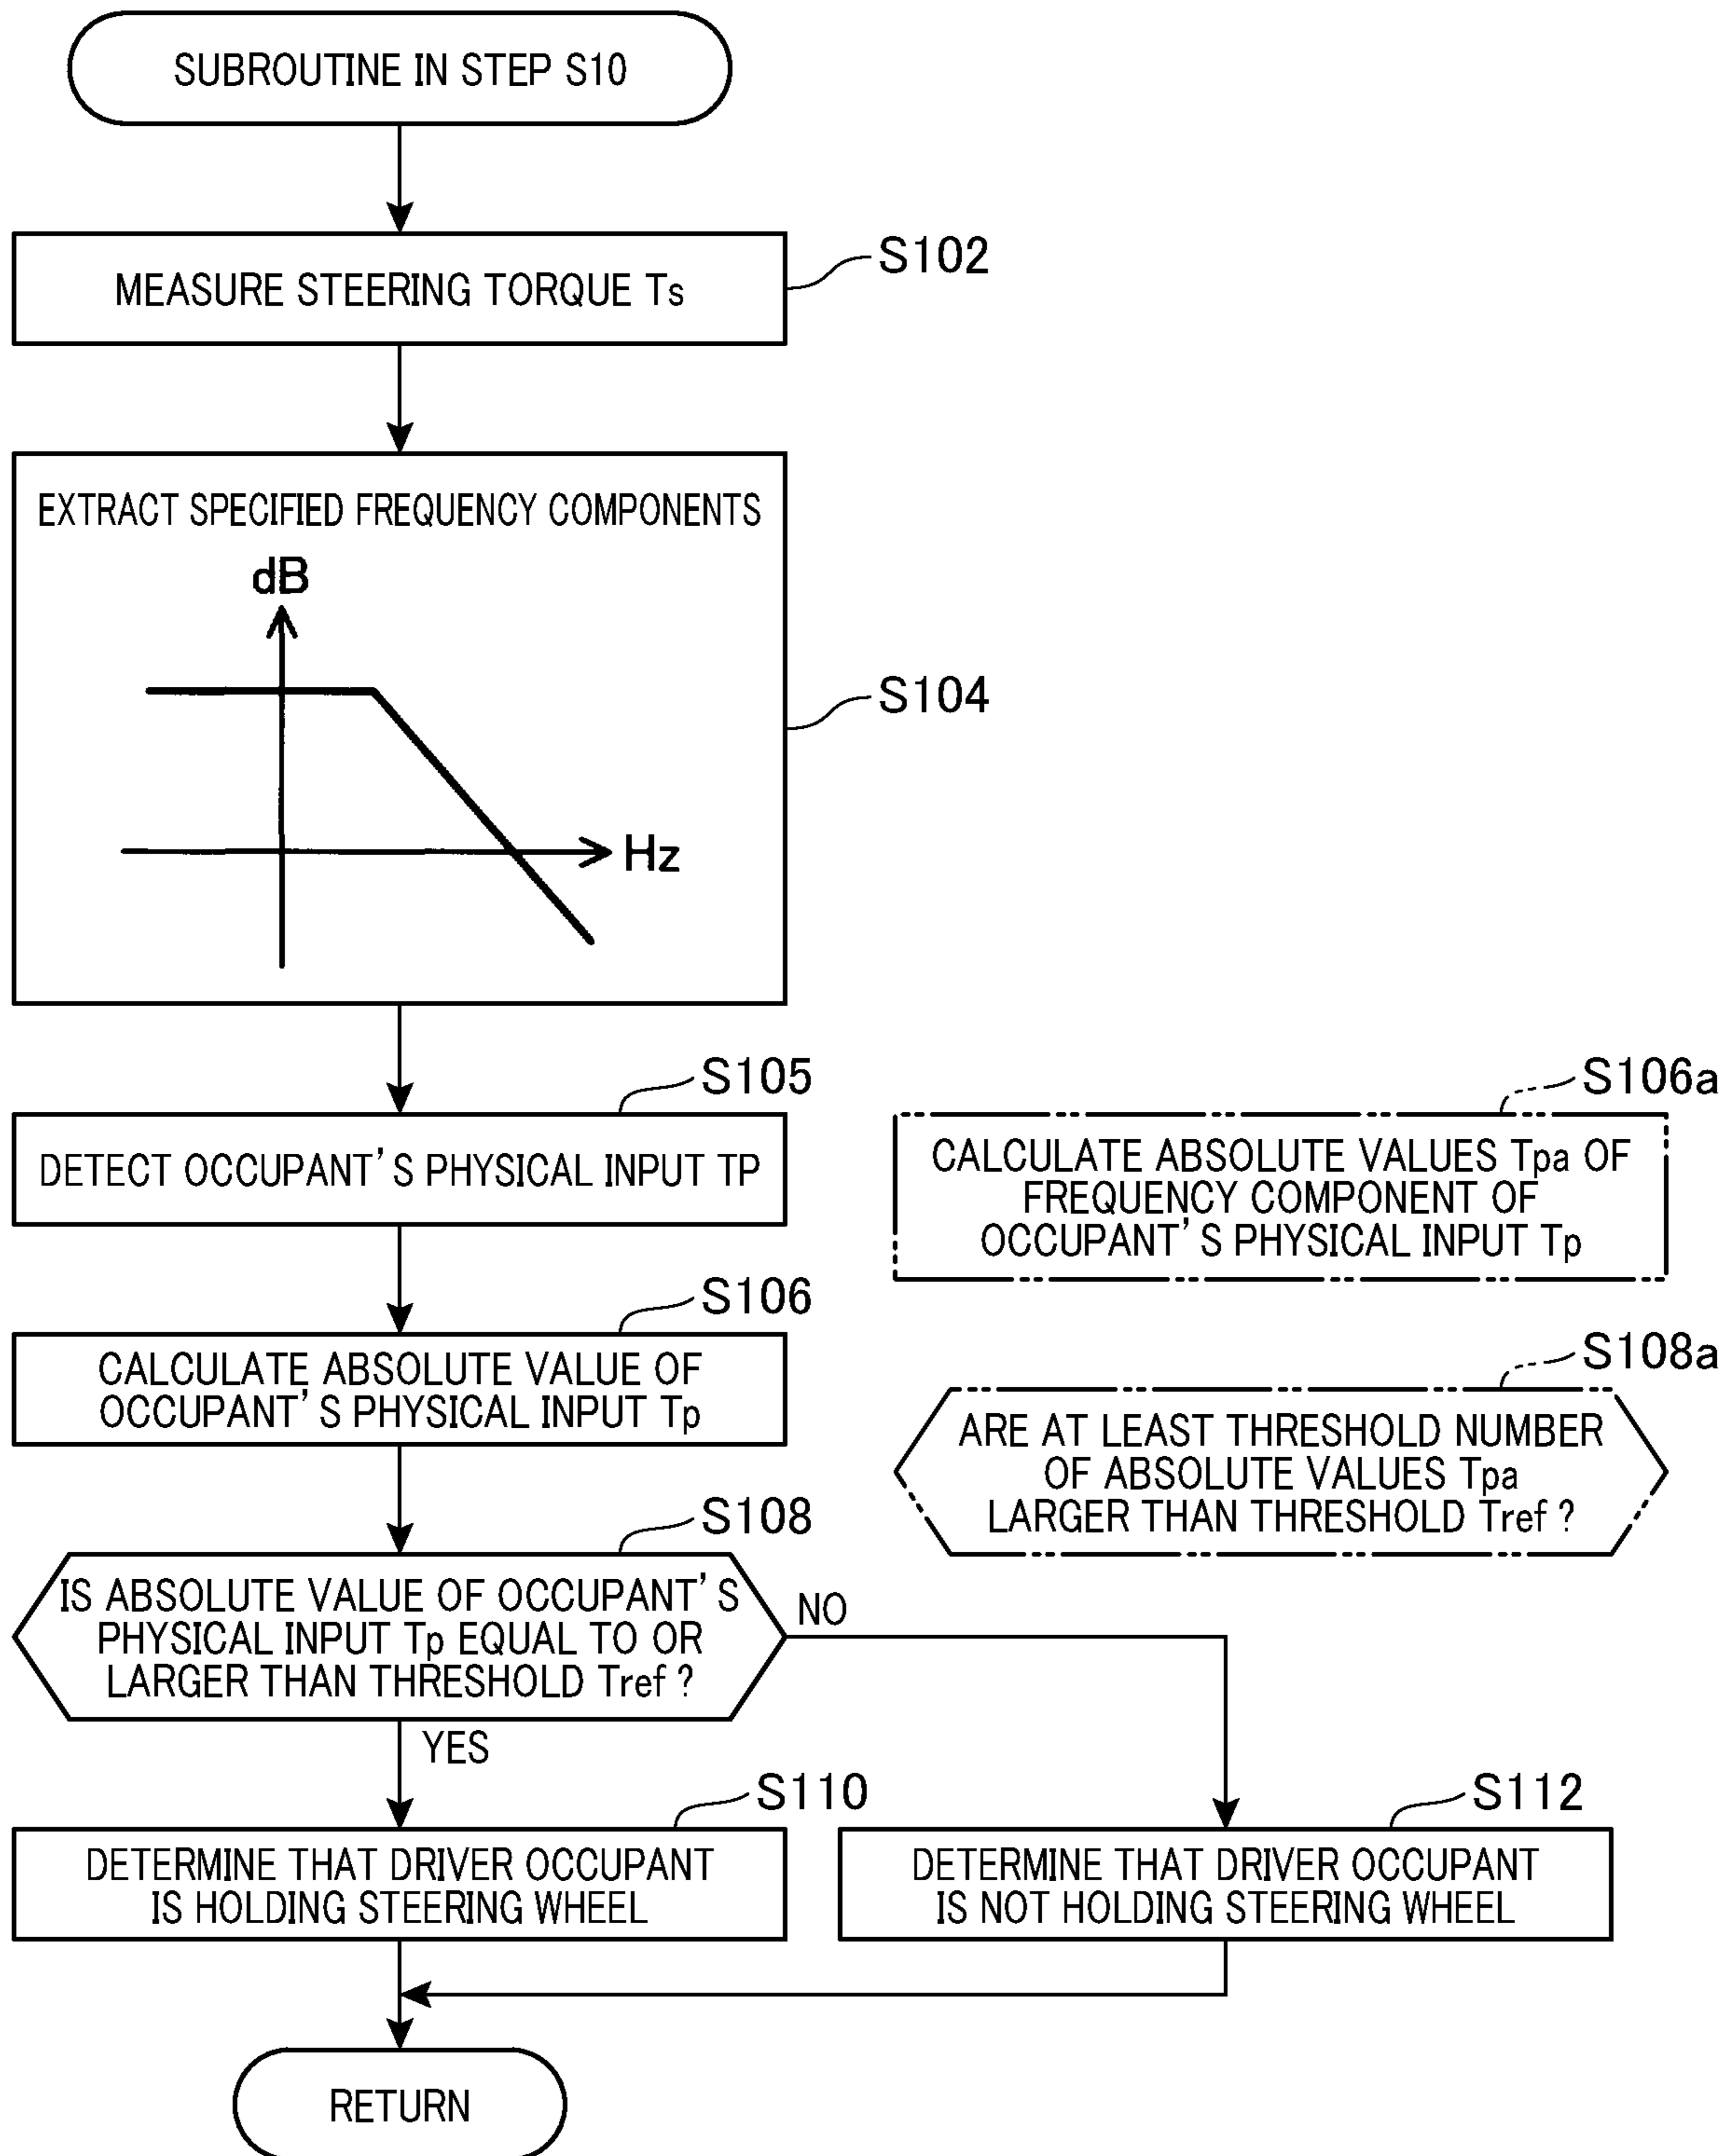 SUBROUTINE IN STEP S10
MEASURE STEERING TORQUE Ts
S102
EXTRACT SPECIFIED FREQUENCY COMPONENTS
dB
Hz
S104
S105
DETECT OCCUPANT'S PHYSICAL INPUT TP
S106a
CALCULATE ABSOLUTE VALUES Tpa OF
FREQUENCY COMPONENT OF
OCCUPANT'S PHYSICAL INPUT Tp
S106
CALCULATE ABSOLUTE VALUE OF
OCCUPANT'S PHYSICAL INPUT Tp
S108a
ARE AT LEAST THRESHOLD NUMBER
OF ABSOLUTE VALUES Tpa
LARGER THAN THRESHOLD Tref ?
S108
IS ABSOLUTE VALUE OF OCCUPANT'S
PHYSICAL INPUT Tp EQUAL TO OR
LARGER THAN THRESHOLD Tref ?
NO
YES
S110
DETERMINE THAT DRIVER OCCUPANT
IS HOLDING STEERING WHEEL
S112
DETERMINE THAT DRIVER OCCUPANT
IS NOT HOLDING STEERING WHEEL
RETURN